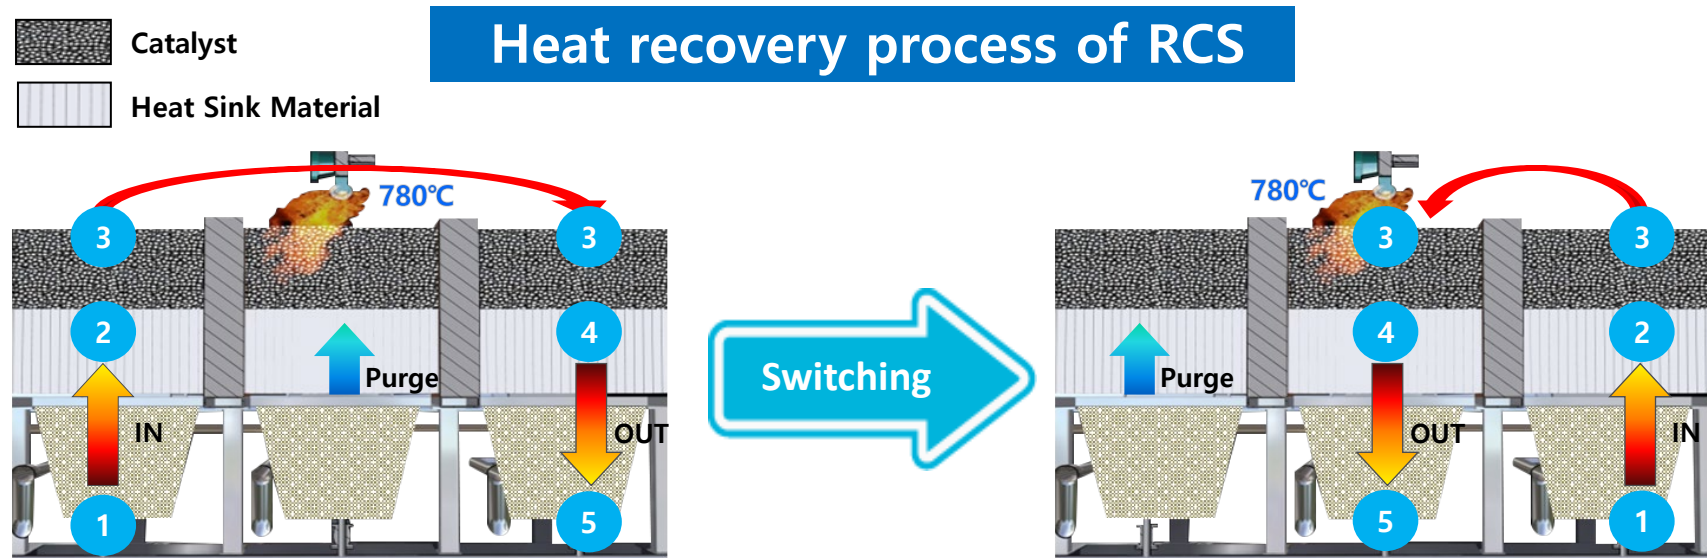 Heat recovery process of RCS
Catalyst
Heat Sink Material
780℃
3
3
2
4
Purge
IN
OUT
1
5
Switching
780℃
3
3
4
2
Purge
OUT
IN
5
1